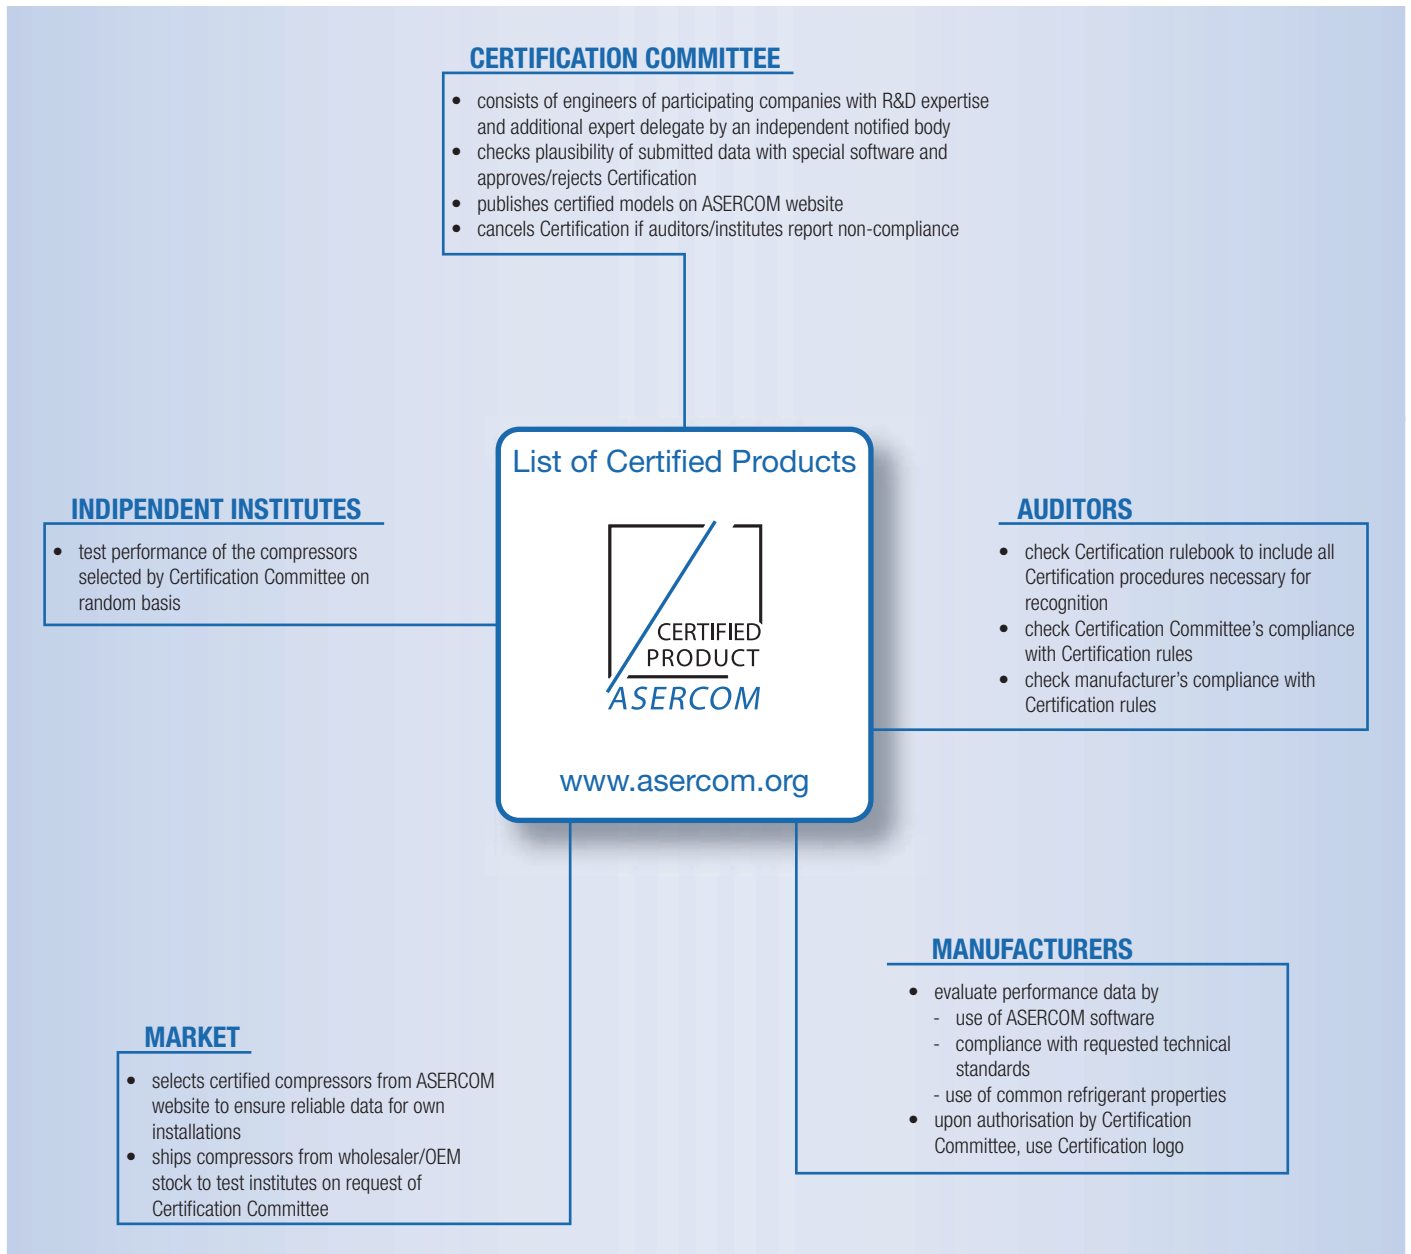 CERTIFICATION COMMITTEE
• consists of engineers of participating companies with R&D expertise
and additional expert delegate by an independent notified body
• checks plausibility of submitted data with special software and
approves/rejects Certification
• publishes certified models on ASERCOM website
• cancels Certification if auditors/institutes report non-compliance
List of Certified Products
CERTIFIED
PRODUCT
ASERCOM
www.asercom.org
INDIPENDENT INSTITUTES
• test performance of the compressors
selected by Certification Committee on
random basis
AUDITORS
• check Certification rulebook to include all
Certification procedures necessary for
recognition
• check Certification Committee’s compliance
with Certification rules
• check manufacturer’s compliance with
Certification rules
MANUFACTURERS
• evaluate performance data by
- use of ASERCOM software
- compliance with requested technical
standards
- use of common refrigerant properties
• upon authorisation by Certification
Committee, use Certification logo
MARKET
• selects certified compressors from ASERCOM
website to ensure reliable data for own
installations
• ships compressors from wholesaler/OEM
stock to test institutes on request of
Certification Committee